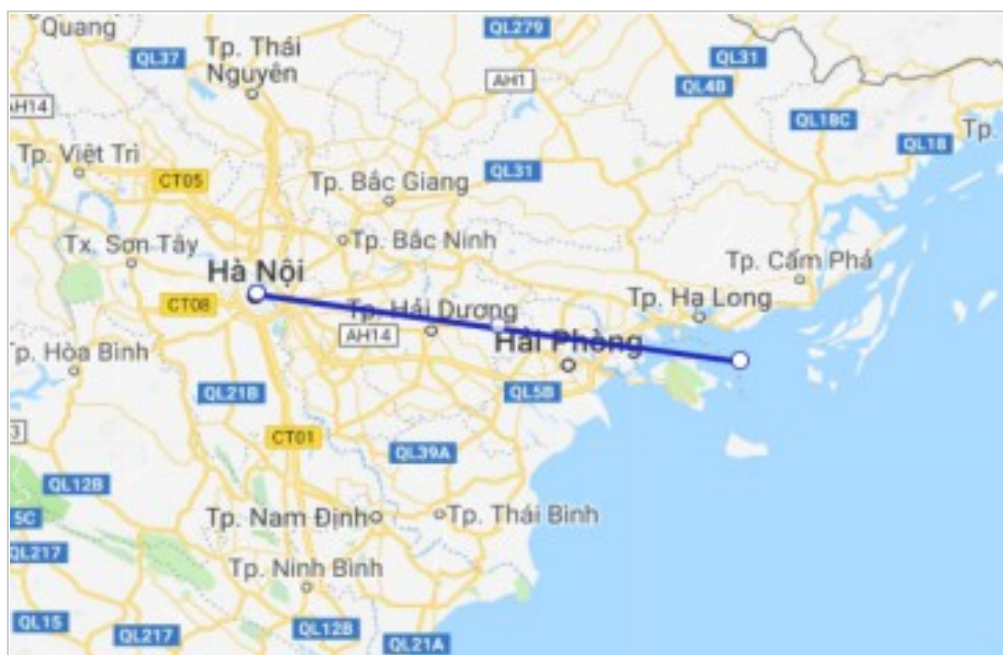 Quang
QL279
QL31
QL37
Tp. Thái
Nguyên
AH1
QL4B
AH14
QL18C
Tp.
QL18
Tp. Việt Trì
CT05
QL31
Tp. Bắc Giang
Tx. Sơn Tây
Tp. Bắc Ninh
Hà Nội
Tp. Cẩm Phả
CT08
Tp. Hải Dương
Tp. Hạ Long
AH14
Hải Phòng
Tp. Hòa Bình
QL21B
QL5B
CT01
3
QL39A
QL12B
5C
Tp. Nam Định
Tp. Thái Bình
QL217
Tp. Ninh Bình
QL15
QL217
QL12B
QL21A